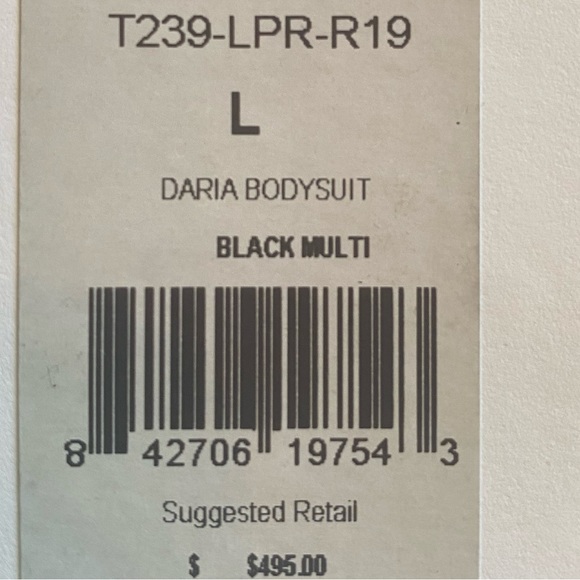 T239-LPR-R19
L
DARIA BODYSUIT
BLACK MULTI
8 42706 19754 3
Suggested Retail
$ $495.00